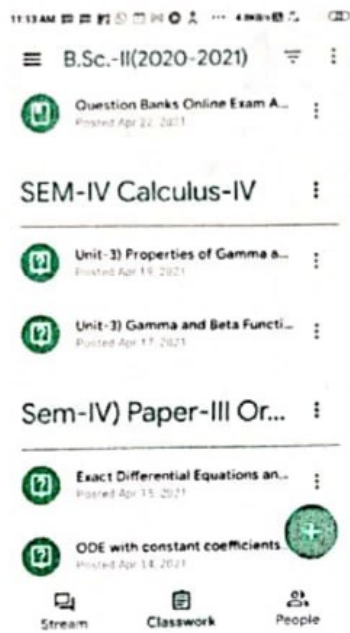 11:13 AM
B.Sc.-II(2020-2021)
Question Banks Online Exam A...
Posted Apr 22, 2021
SEM-IV Calculus-IV
Unit-3) Properties of Gamma a...
Posted Apr 19, 2021
Unit-3) Gamma and Beta Functi...
Posted Apr 17, 2021
Sem-IV) Paper-III Or...
Exact Differential Equations an...
Posted Apr 15, 2021
ODE with constant coefficients
Posted Apr 14, 2021
Stream
Classwork
People